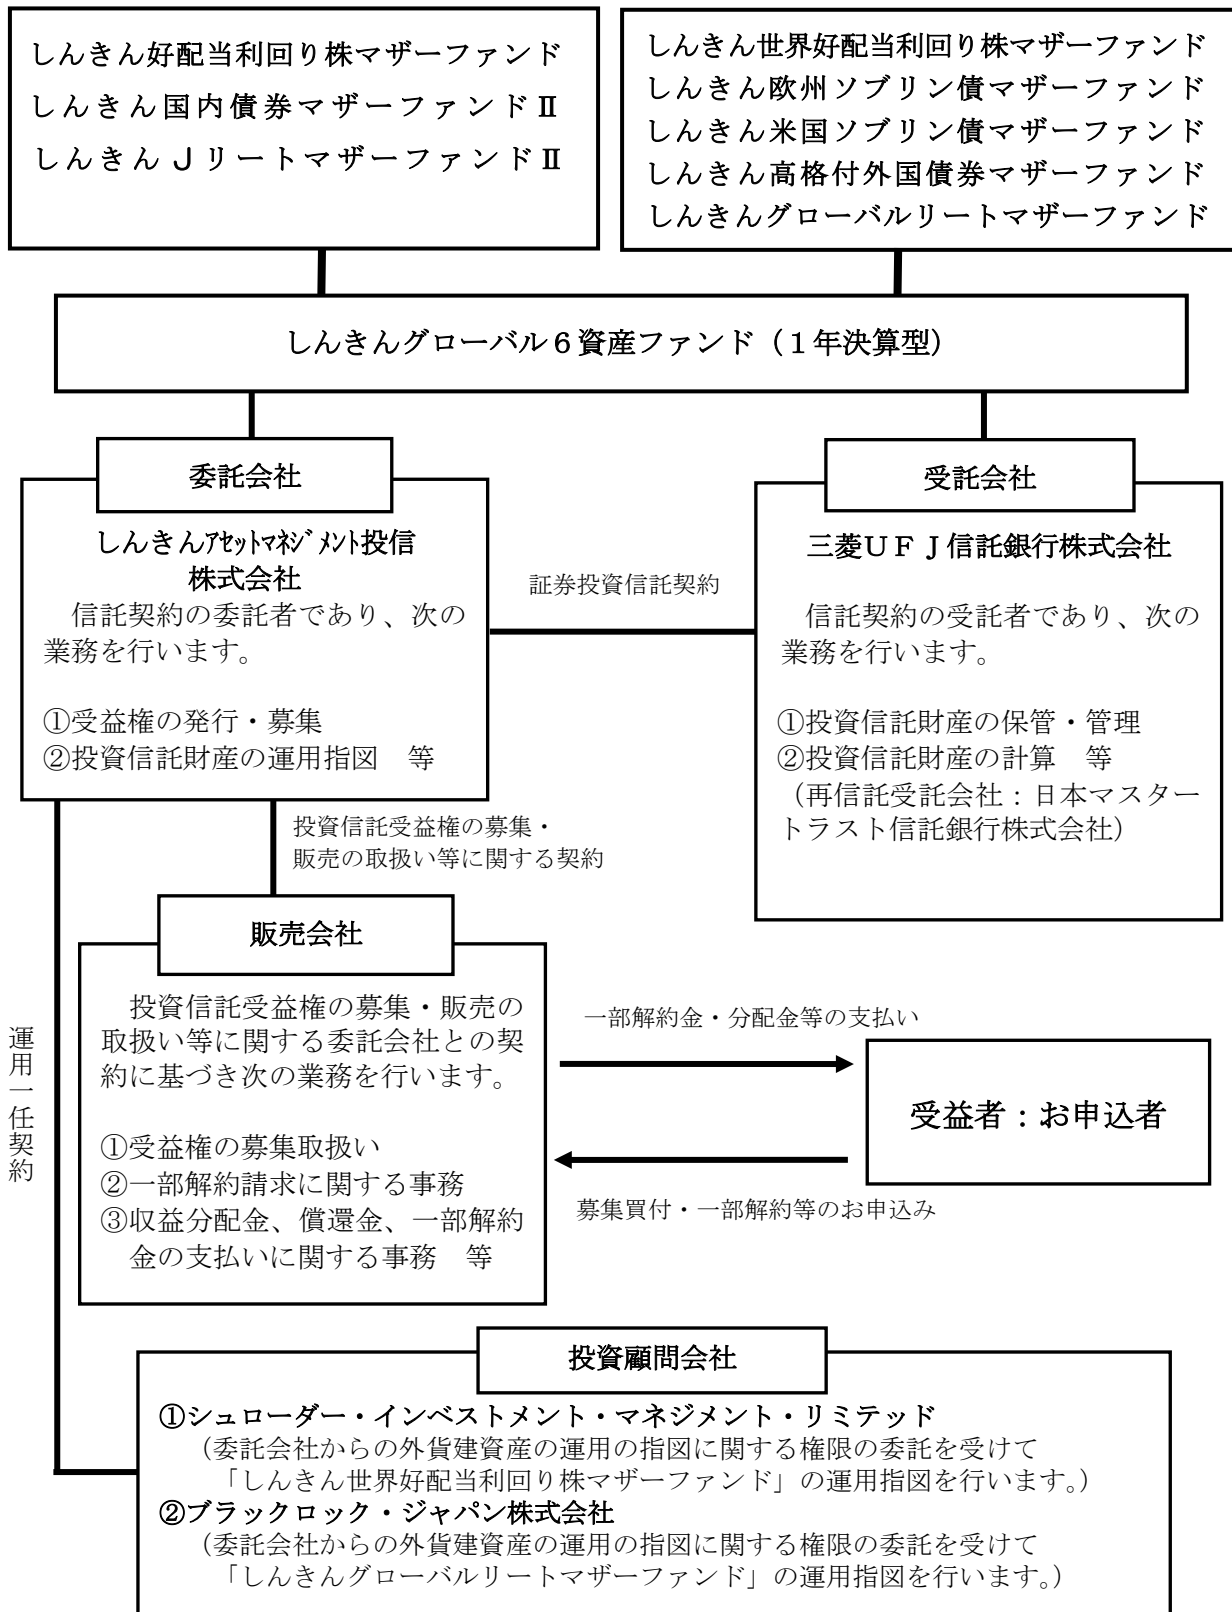 しんきん好配当利回り株マザーファンド
しんきん国内債券マザーファンドⅡ
しんきんＪリートマザーファンドⅡ
しんきん世界好配当利回り株マザーファンド
しんきん欧州ソブリン債マザーファンド
しんきん米国ソブリン債マザーファンド
しんきん高格付外国債券マザーファンド
しんきんグローバルリートマザーファンド
しんきんグローバル６資産ファンド（１年決算型）
委託会社
しんきんｱｾｯﾄﾏﾈｼﾞﾒﾝﾄ投信
株式会社
信託契約の委託者であり、次の
業務を行います。
①受益権の発行・募集
②投資信託財産の運用指図　等
証券投資信託契約
受託会社
三菱ＵＦＪ信託銀行株式会社
信託契約の受託者であり、次の
業務を行います。
①投資信託財産の保管・管理
②投資信託財産の計算　等
（再信託受託会社：日本マスター
トラスト信託銀行株式会社）
投資信託受益権の募集・
販売の取扱い等に関する契約
販売会社
投資信託受益権の募集・販売の
取扱い等に関する委託会社との契
約に基づき次の業務を行います。
①受益権の募集取扱い
②一部解約請求に関する事務
③収益分配金、償還金、一部解約
金の支払いに関する事務　等
一部解約金・分配金等の支払い
受益者：お申込者
募集買付・一部解約等のお申込み
運用一任契約
投資顧問会社
①シュローダー・インベストメント・マネジメント・リミテッド
（委託会社からの外貨建資産の運用の指図に関する権限の委託を受けて
「しんきん世界好配当利回り株マザーファンド」の運用指図を行います。）
②ブラックロック・ジャパン株式会社
（委託会社からの外貨建資産の運用の指図に関する権限の委託を受けて
「しんきんグローバルリートマザーファンド」の運用指図を行います。）